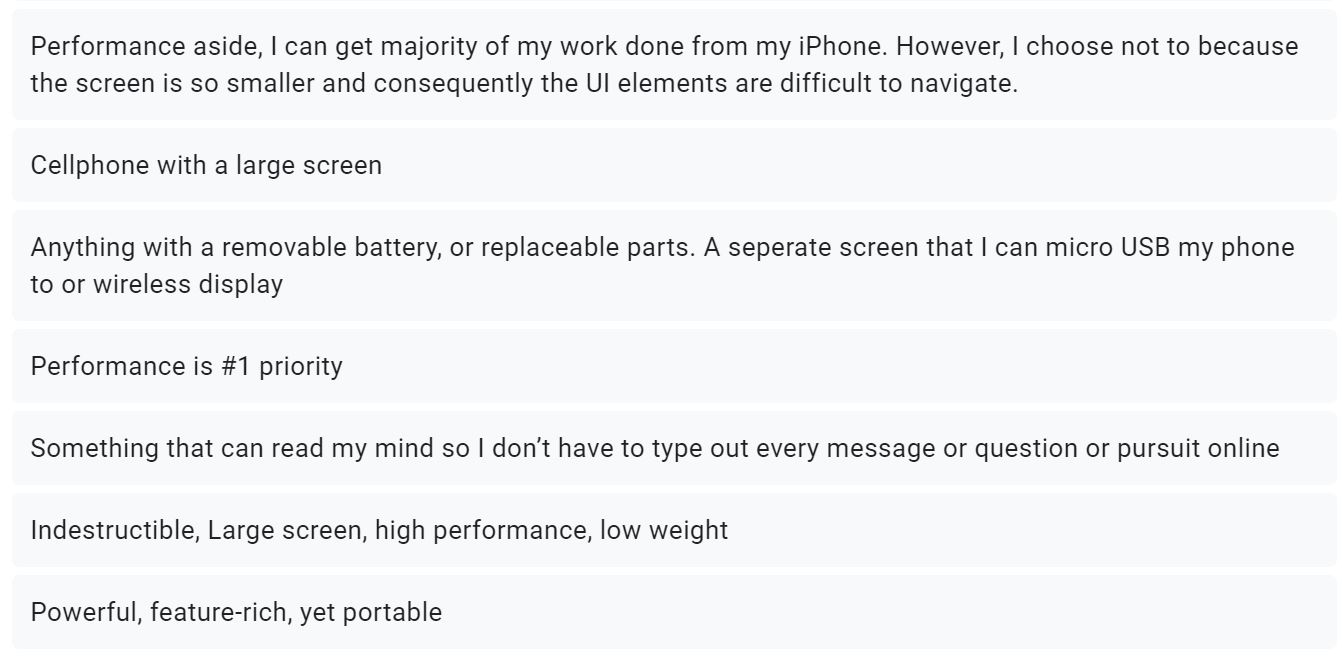 Performance aside, I can get majority of my work done from my iPhone. However, I choose not to because
the screen is so smaller and consequently the UI elements are difficult to navigate.
Cellphone with a large screen
Anything with a removable battery, or replaceable parts. A seperate screen that I can micro USB my phone
to or wireless display
Performance is #1 priority
Something that can read my mind so I don’t have to type out every message or question or pursuit online
Indestructible, Large screen, high performance, low weight
Powerful, feature-rich, yet portable